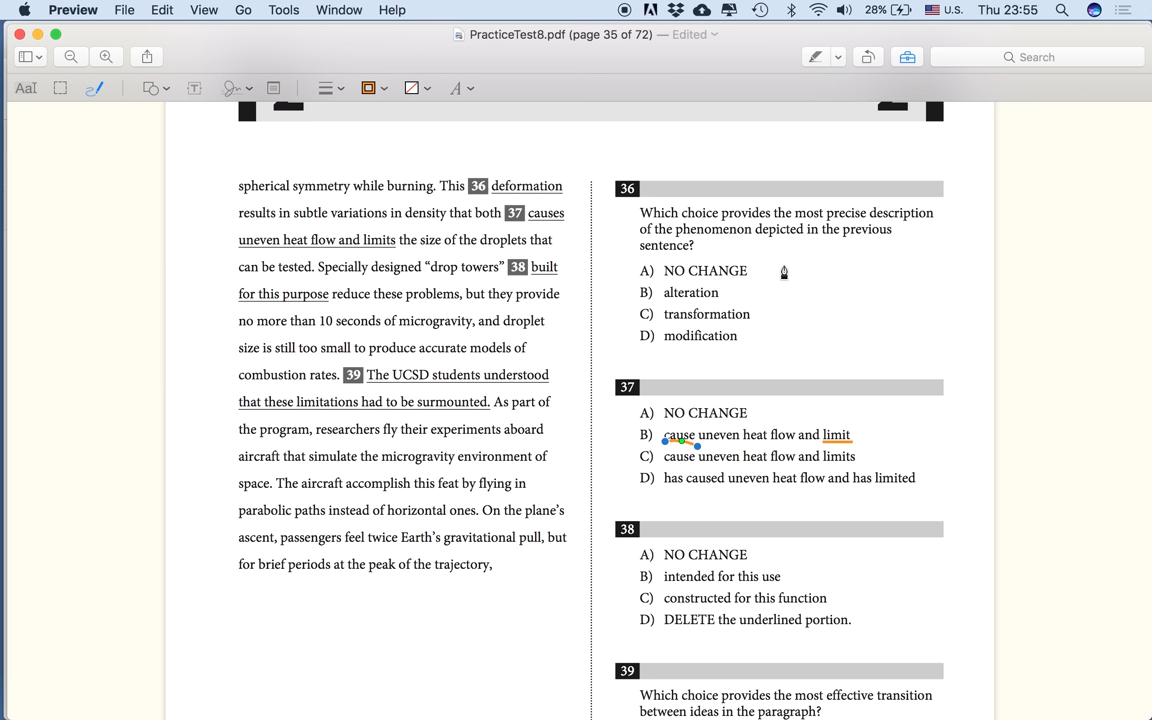 Preview File Edit View Go Tools Window Help 28% U.S. Thu 23:55
PracticeTest8.pdf (page 35 of 72) — Edited
Search
AaI T A
spherical symmetry while burning. This 36 deformation
results in subtle variations in density that both 37 causes
uneven heat flow and limits the size of the droplets that
can be tested. Specially designed “drop towers” 38 built
for this purpose reduce these problems, but they provide
no more than 10 seconds of microgravity, and droplet
size is still too small to produce accurate models of
combustion rates. 39 The UCSD students understood
that these limitations had to be surmounted. As part of
the program, researchers fly their experiments aboard
aircraft that simulate the microgravity environment of
space. The aircraft accomplish this feat by flying in
parabolic paths instead of horizontal ones. On the plane’s
ascent, passengers feel twice Earth’s gravitational pull, but
for brief periods at the peak of the trajectory,
36
Which choice provides the most precise description
of the phenomenon depicted in the previous
sentence?
A) NO CHANGE
B) alteration
C) transformation
D) modification
37
A) NO CHANGE
B) cause uneven heat flow and limit
C) cause uneven heat flow and limits
D) has caused uneven heat flow and has limited
38
A) NO CHANGE
B) intended for this use
C) constructed for this function
D) DELETE the underlined portion.
39
Which choice provides the most effective transition
between ideas in the paragraph?